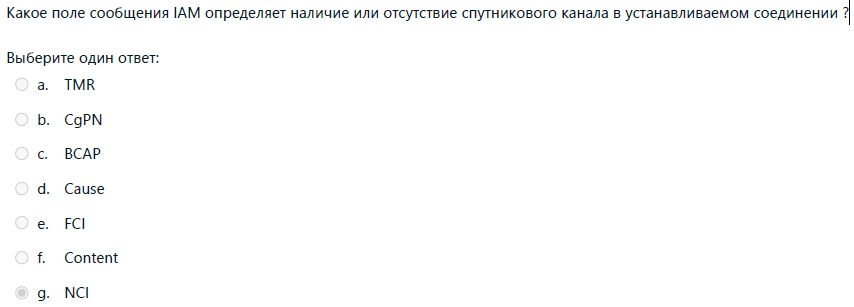 Какое поле сообщения IAM определяет наличие или отсутствие спутникового канала в устанавливаемом соединении ?
Выберите один ответ:
a. TMR
b. CgPN
c. BCAP
d. Cause
e. FCI
f. Content
g. NCI